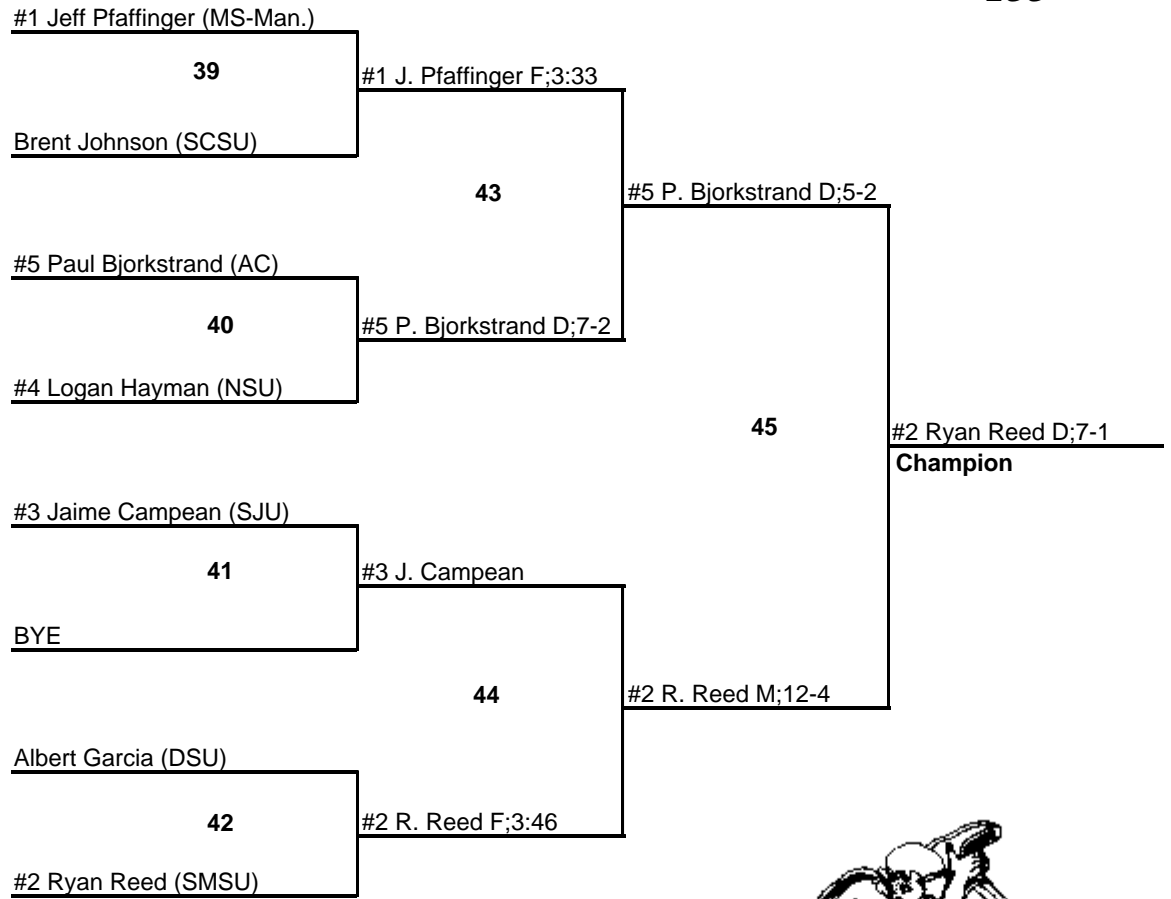 #1 Jeff Pfaffinger (MS-Man.)
39
#1 J. Pfaffinger F;3:33
Brent Johnson (SCSU)
43
#5 P. Bjorkstrand D;5-2
#5 Paul Bjorkstrand (AC)
40
#5 P. Bjorkstrand D;7-2
#4 Logan Hayman (NSU)
45
#2 Ryan Reed D;7-1
Champion
#3 Jaime Campean (SJU)
41
#3 J. Campean
BYE
44
#2 R. Reed M;12-4
Albert Garcia (DSU)
42
#2 R. Reed F;3:46
#2 Ryan Reed (SMSU)